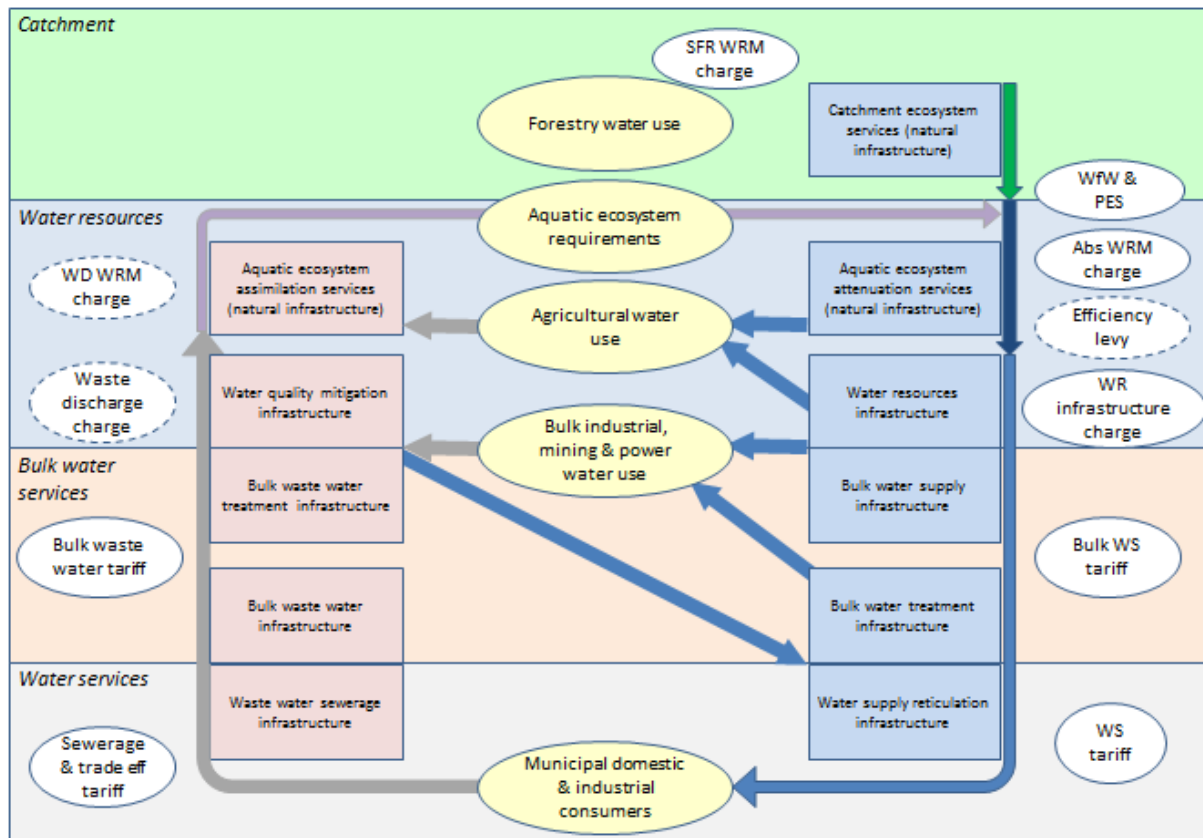 Catchment
SFR WRM
charge
Forestry water use
Catchment ecosystem
services (natural
infrastructure)
WfW &
PES
Water resources
Aquatic ecosystem
requirements
WD WRM
charge
Aquatic ecosystem
assimilation services
(natural infrastructure)
Aquatic ecosystem
attenuation services
(natural infrastructure)
Abs WRM
charge
Agricultural water
use
Efficiency
levy
Waste
discharge
charge
Water quality mitigation
infrastructure
Water resources
infrastructure
WR
infrastructure
charge
Bulk industrial,
mining & power
water use
Bulk water
services
Bulk waste water
treatment infrastructure
Bulk water supply
infrastructure
Bulk waste
water tariff
Bulk WS
tariff
Bulk waste water
infrastructure
Bulk water treatment
infrastructure
Water services
Waste water sewerage
infrastructure
Water supply reticulation
infrastructure
Sewerage
& trade eff
tariff
WS
tariff
Municipal domestic
& industrial
consumers